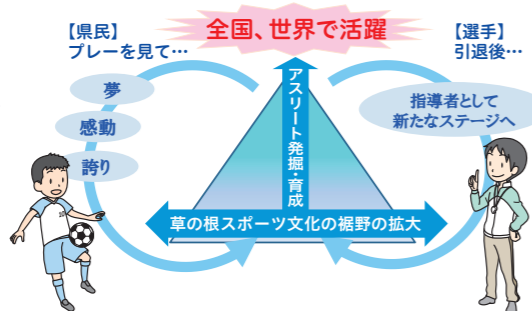 【県民】
プレーを見て…
全国、世界で活躍
【選手】
引退後…
夢
感動
誇り
アスリート発掘・育成
指導者として
新たなステージへ
草の根スポーツ文化の裾野の拡大